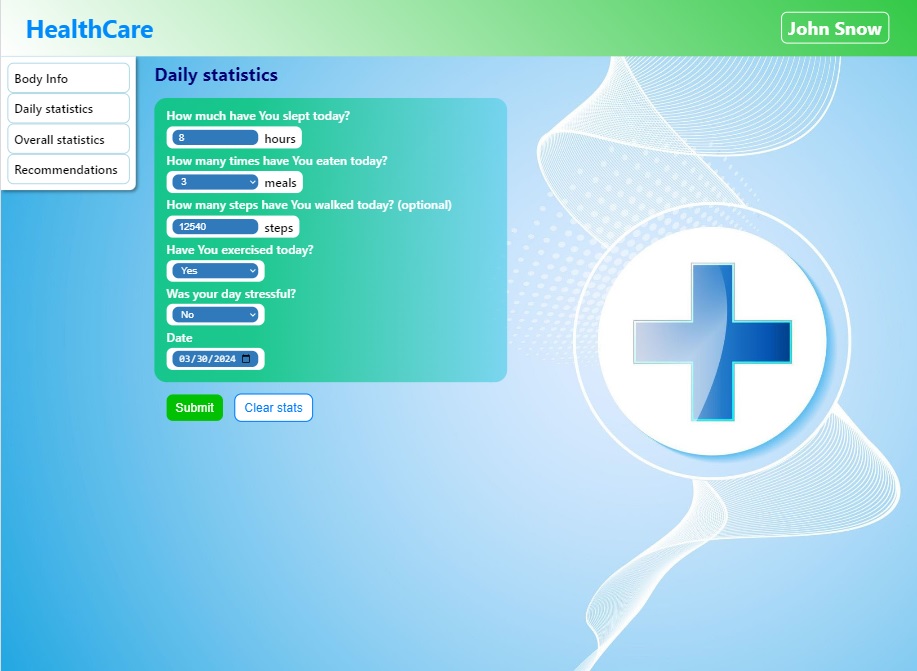 HealthCare
John Snow
Body Info
Daily statistics
Overall statistics
Recommendations
Daily statistics
How much have You slept today?
8 hours
How many times have You eaten today?
3 meals
How many steps have You walked today? (optional)
12540 steps
Have You exercised today?
Yes
Was your day stressful?
No
Date
03/30/2024
Submit Clear stats